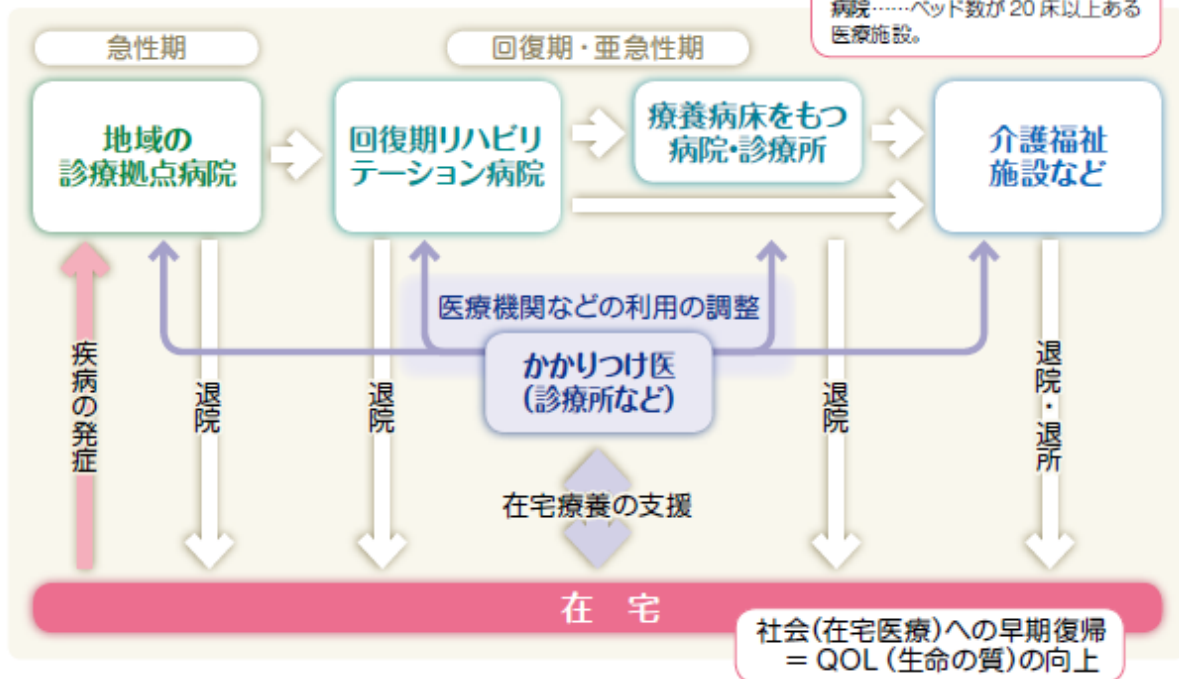 病院……ベッド数が20床以上ある
医療施設。
急性期
回復期・亜急性期
地域の
診療拠点病院
回復期リハビリ
テーション病院
療養病床をもつ
病院・診療所
介護福祉
施設など
医療機関などの利用の調整
かかりつけ医
(診療所など)
疾病の発症
退院
退院
退院
退院・退所
在宅療養の支援
在 宅
社会(在宅医療)への早期復帰
= QOL (生命の質)の向上